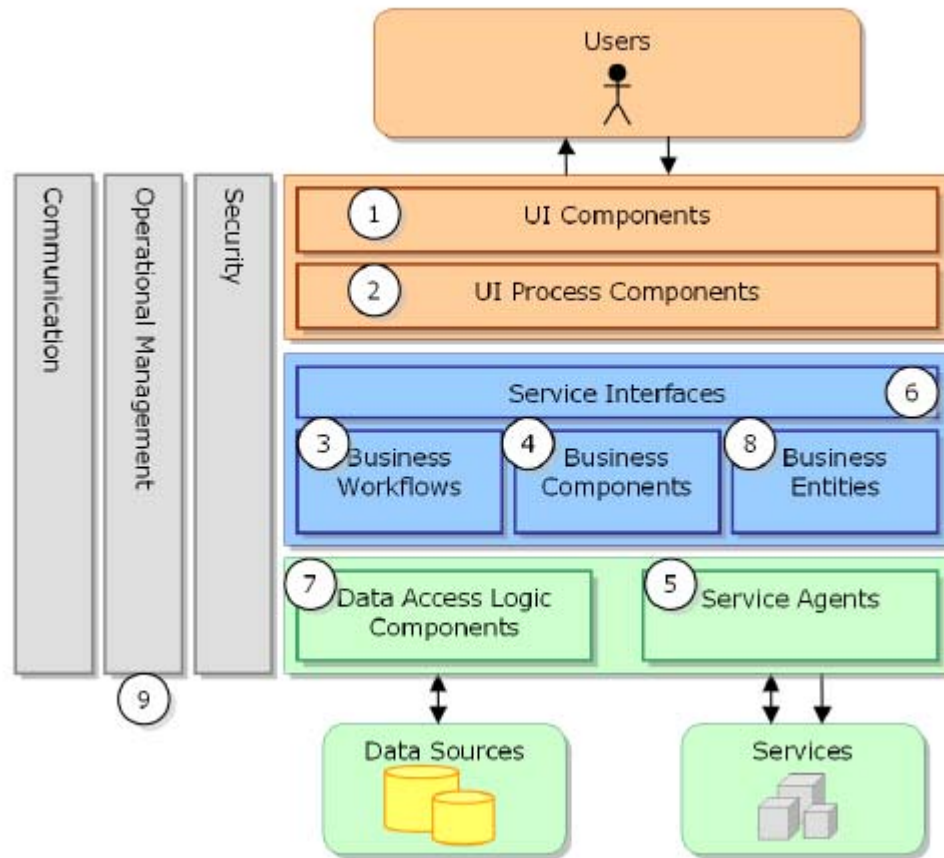 Users
Communication
Operational Management
Security
1
UI Components
2
UI Process Components
Service Interfaces
6
3
Business
Workflows
4
Business
Components
8
Business
Entities
7
Data Access Logic
Components
5
Service Agents
9
Data Sources
Services